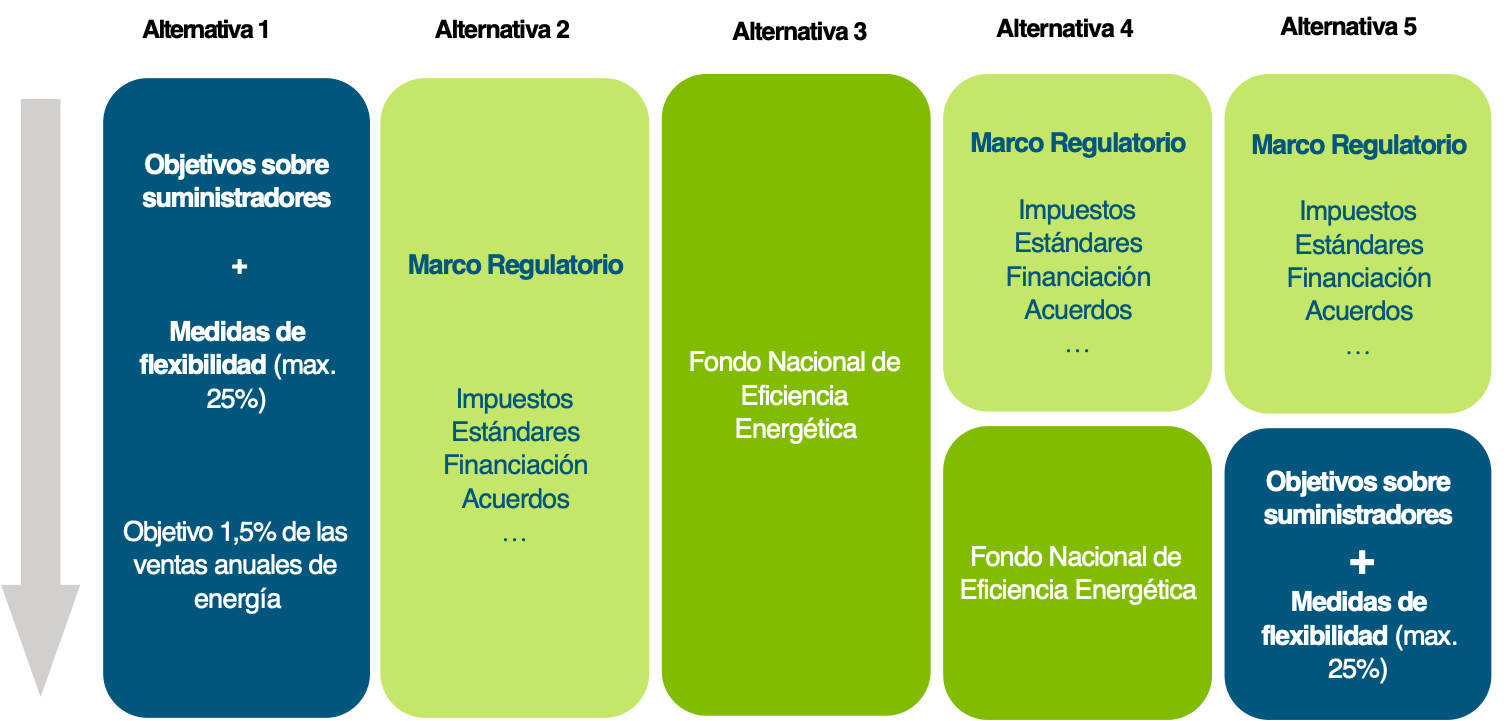 Alternativa 1
Alternativa 2
Alternativa 3
Alternativa 4
Alternativa 5
Objetivos sobre
suministradores
+
Medidas de
flexibilidad (max.
25%)
Objetivo 1,5% de las
ventas anuales de
energía
Marco Regulatorio
Impuestos
Estándares
Financiación
Acuerdos
…
Fondo Nacional de
Eficiencia
Energética
Marco Regulatorio
Impuestos
Estándares
Financiación
Acuerdos
…
Fondo Nacional de
Eficiencia Energética
Marco Regulatorio
Impuestos
Estándares
Financiación
Acuerdos
…
Objetivos sobre
suministradores
+
Medidas de
flexibilidad (max.
25%)